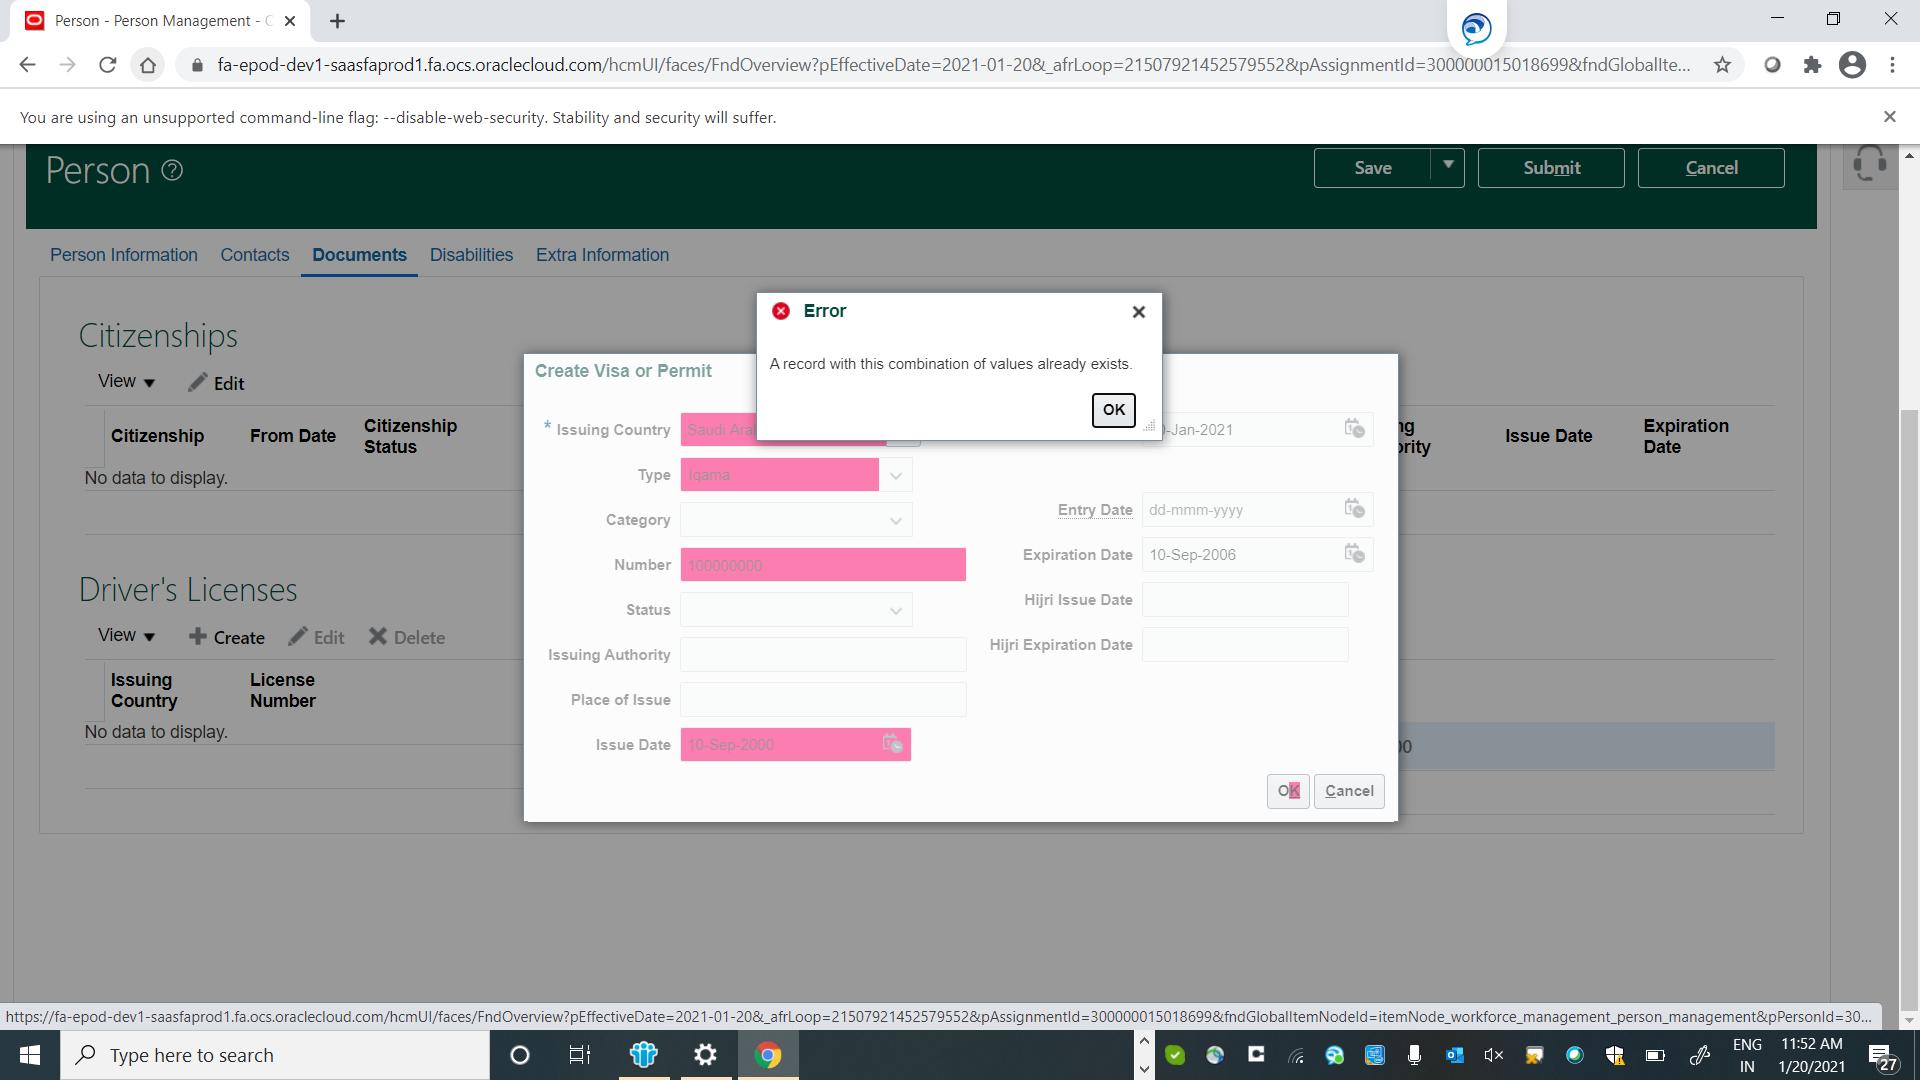 Person - Person Management -
fa-epod-dev1-saasfaprod1.fa.ocs.oraclecloud.com/hcmUI/faces/FndOverview?pEffectiveDate=2021-01-20&_afrLoop=21507921452579552&pAssignmentId=300000015018699&fndGlobalIte...
You are using an unsupported command-line flag: --disable-web-security. Stability and security will suffer.
Person
Save
Submit
Cancel
Person Information
Contacts
Documents
Disabilities
Extra Information
Error
A record with this combination of values already exists.
OK
Citizenships
View
Edit
Citizenship
From Date
Citizenship
Status
Issue Date
Expiration
Date
No data to display.
Create Visa or Permit
* Issuing Country
Saudi
-Jan-2021
Type
Iqama
Category
Entry Date
dd-mmm-yyyy
Number
100000000
Expiration Date
10-Sep-2006
Status
Hijri Issue Date
Issuing Authority
Hijri Expiration Date
Place of Issue
Issue Date
10-Sep-2000
OK
Cancel
Driver's Licenses
View
Create
Edit
Delete
Issuing
Country
License
Number
No data to display.
https://fa-epod-dev1-saasfaprod1.fa.ocs.oraclecloud.com/hcmUI/faces/FndOverview?pEffectiveDate=2021-01-20&_afrLoop=21507921452579552&pAssignmentId=300000015018699&fndGlobalItemNodeId=itemNode_workforce_management_person_management&pPersonId=30...
Type here to search
ENG
IN
11:52 AM
1/20/2021
27